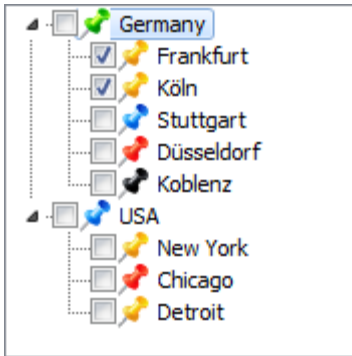 Germany
Frankfurt
Köln
Stuttgart
Düsseldorf
Koblenz
USA
New York
Chicago
Detroit